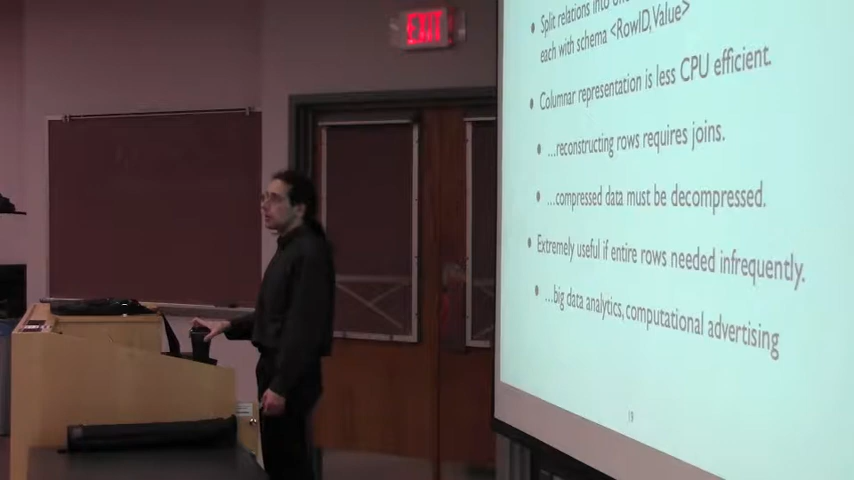 EXIT
• Split relations into
each with schema <RowID,Value>
• Columnar representation is less CPU efficient.
• ...reconstructing rows requires joins.
• ...compressed data must be decompressed.
• Extremely useful if entire rows needed infrequently.
• ...big data analytics, computational advertising
19